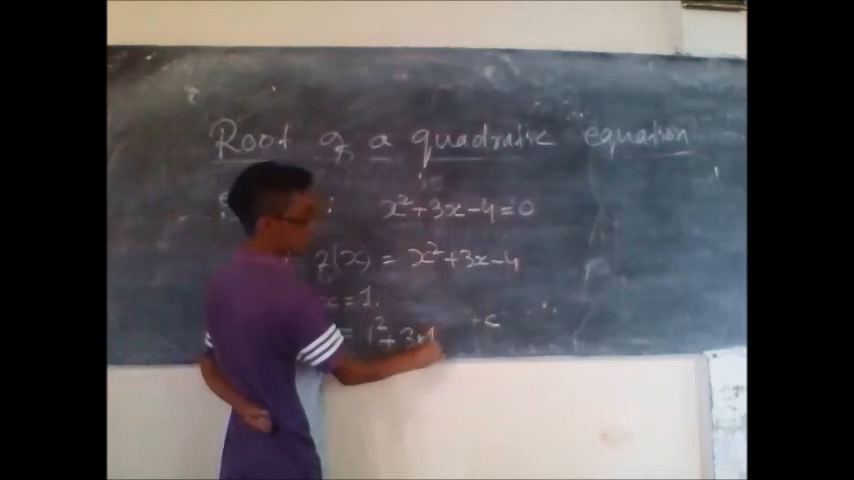 Root of a quadratic equation
: x²+3x-4=0
q(x) = x²+3x-4
x=1.
+c
= 1²+3×1